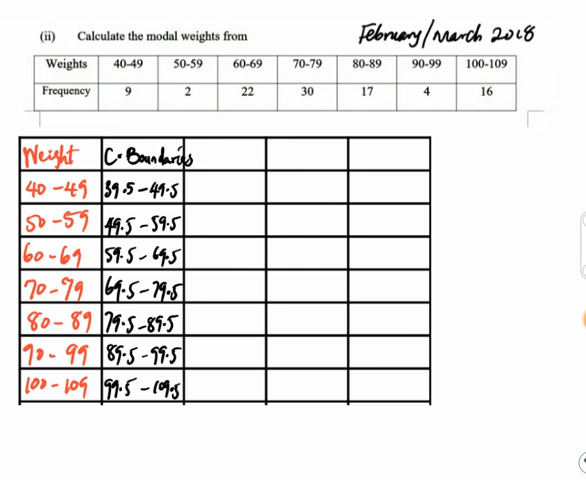 (ii) Calculate the modal weights from February/March 2018
Weights 40-49 50-59 60-69 70-79 80-89 90-99 100-109
Frequency 9 2 22 30 17 4 16
Weight C. Boundaries
40-49 39.5-49.5
50-59 49.5-59.5
60-69 59.5-69.5
70-79 69.5-79.5
80-89 79.5-89.5
90-99 89.5-99.5
100-109 99.5-109.5